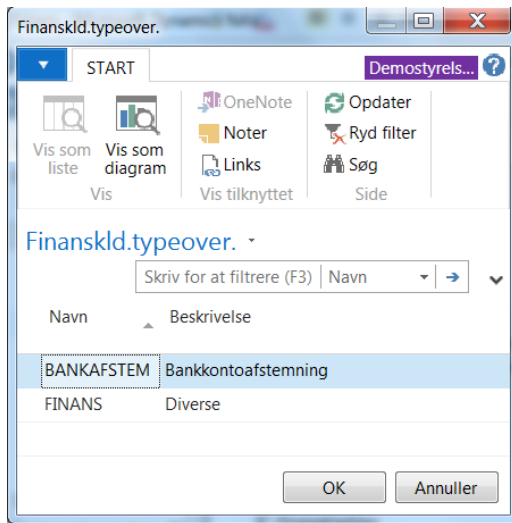 Finanskld.typeover.
START
Demostyrels...
Vis som
liste
Vis som
diagram
Vis
OneNote
Noter
Links
Vis tilknyttet
Opdater
Ryd filter
Søg
Side
Finanskld.typeover.
Skriv for at filtrere (F3) Navn
Navn Beskrivelse
BANKAFSTEM Bankkontoafstemning
FINANS Diverse
OK Annuller